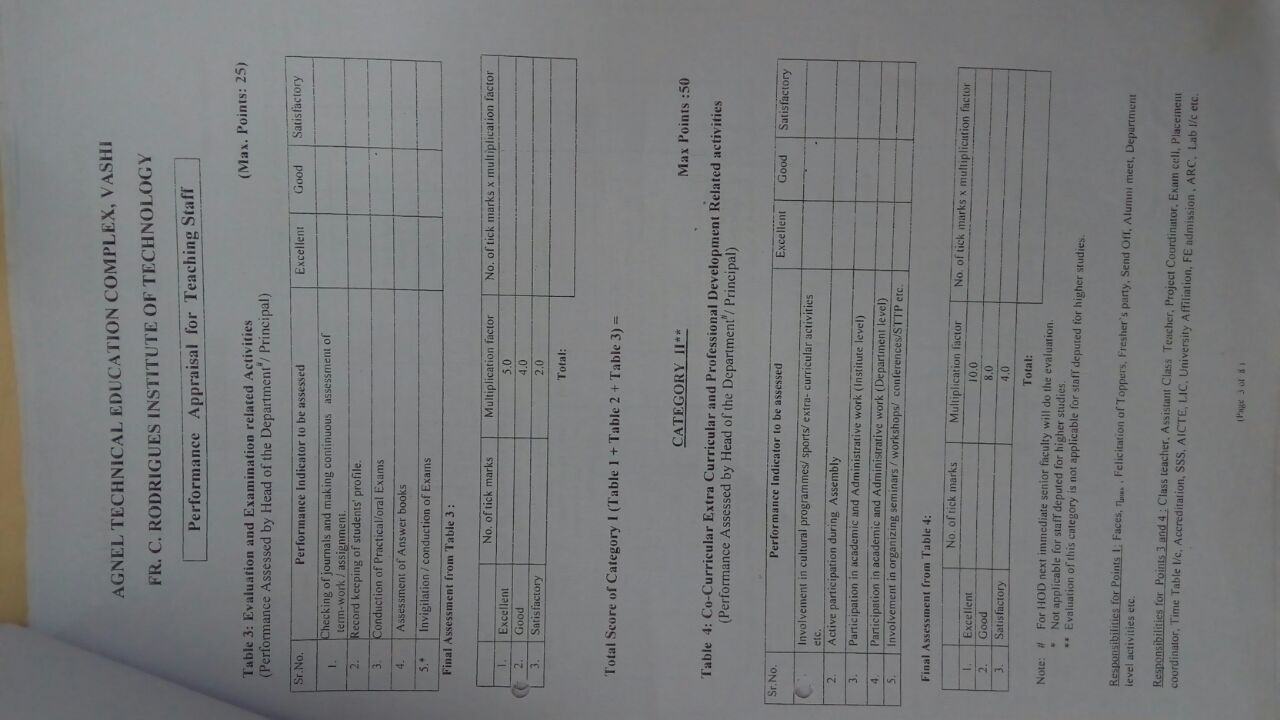 AGNEL TECHNICAL EDUCATION COMPLEX, VASHI
FR. C. RODRIGUES INSTITUTE OF TECHNOLOGY
Performance Appraisal for Teaching Staff
Table 3: Evaluation and Examination related Activities (Max. Points: 25)
(Performance Assessed by Head of the Department#/ Principal)
Sr.No. Performance Indicator to be assessed Excellent Good Satisfactory
1. Checking of journals and making continuous assessment of
term-work / assignment.
2. Record keeping of students' profile.
3. Conduction of Practical/oral Exams
4. Assessment of Answer books
5.* Invigilation / conduction of Exams
Final Assessment from Table 3 :
No. of tick marks Multiplication factor No. of tick marks x multiplication factor
1. Excellent 5.0
2. Good 4.0
3. Satisfactory 2.0
Total:
Total Score of Category I (Table 1 + Table 2 + Table 3) =
CATEGORY II** Max Points :50
Table 4: Co-Curricular Extra Curricular and Professional Development Related activities
(Performance Assessed by Head of the Department#/ Principal)
Sr.No. Performance Indicator to be assessed Excellent Good Satisfactory
Involvement in cultural programmes/ sports/ extra- curricular activities
etc.
2. Active participation during Assembly
3. Participation in academic and Administrative work (Institute level)
4. Participation in academic and Administrative work (Department level)
5. Involvement in organizing seminars / workshops/ conferences/STTP etc.
Final Assessment from Table 4:
No. of tick marks Multiplication factor No. of tick marks x multiplication factor
1. Excellent 10.0
2. Good 8.0
3. Satisfactory 4.0
Total:
Note: # For HOD next immediate senior faculty will do the evaluation.
* Not applicable for staff deputed for higher studies.
** Evaluation of this category is not applicable for staff deputed for higher studies.
Responsibilities for Points 1: Faces, , Felicitation of Toppers, Fresher's party, Send Off, Alumni meet, Department
level activities etc.
Responsibilities for Points 3 and 4 : Class teacher, Assistant Class Teacher, Project Coordinator, Exam cell, Placement
coordinator, Time Table I/c, Accreditation, SSS, AICTE, LIC, University Affiliation, FE admission , ARC, Lab I/c etc.
(Page 3 of 8)